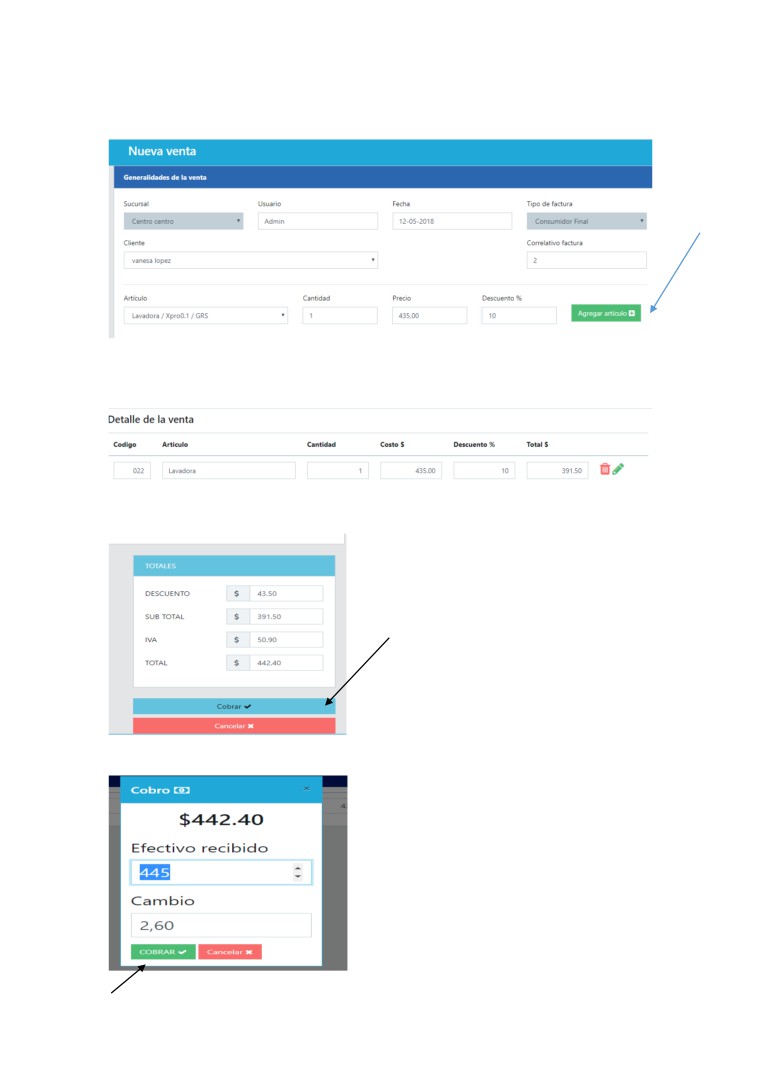 Nueva venta
Generalidades de la venta
Sucursal Usuario Fecha Tipo de factura
Centro centro Admin 12-05-2018 Consumidor Final
Cliente Correlativo factura
vanesa lopez 2
Artículo Cantidad Precio Descuento %
Lavadora / Xpro0.1 / GRS 1 435.00 10 Agregar artículo
Detalle de la venta
Codigo Artículo Cantidad Costo $ Descuento % Total $
022 Lavadora 1 435.00 10 391.50
TOTALES
DESCUENTO $ 43.50
SUB TOTAL $ 391.50
IVA $ 50.90
TOTAL $ 442.40
Cobrar
Cancelar
Cobro
$442.40
Efectivo recibido
445
Cambio
2,60
COBRAR Cancelar